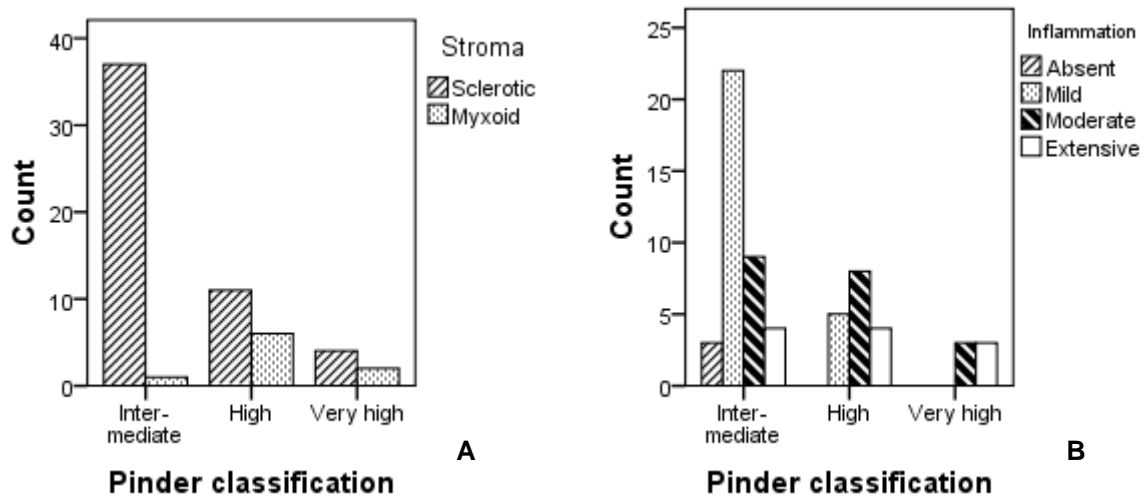 40
30
20
10
0
Count
Inter-
mediate
High
Very high
Pinder classification
Stroma
Sclerotic
Myxoid
A
25
20
15
10
5
0
Count
Inter-
mediate
High
Very high
Pinder classification
Inflammation
Absent
Mild
Moderate
Extensive
B